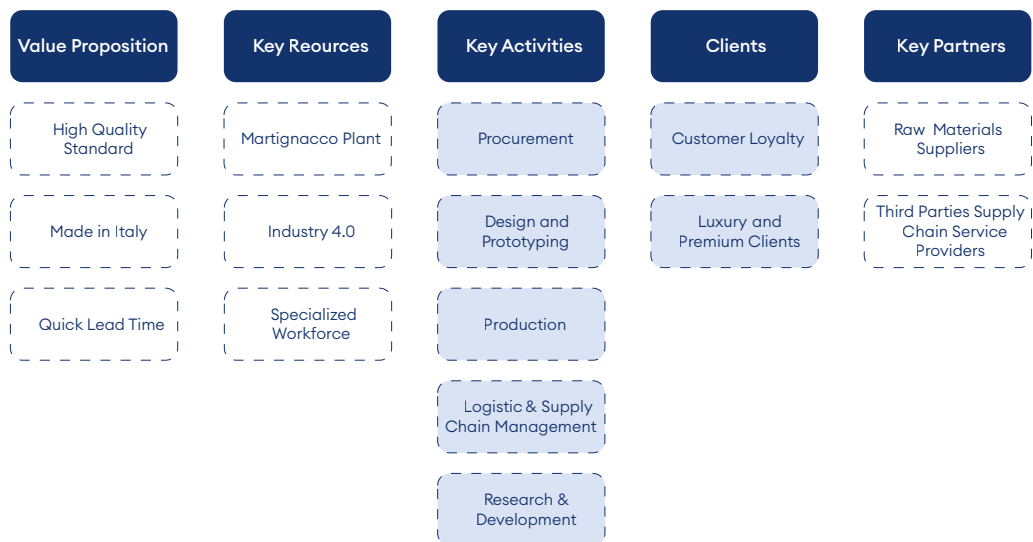 Value Proposition
Key Reources
Key Activities
Clients
Key Partners
High Quality
Standard
Martignacco Plant
Procurement
Customer Loyalty
Raw Materials
Suppliers
Made in Italy
Industry 4.0
Design and
Prototyping
Luxury and
Premium Clients
Third Parties Supply
Chain Service
Providers
Quick Lead Time
Specialized
Workforce
Production
Logistic & Supply
Chain Management
Research &
Development